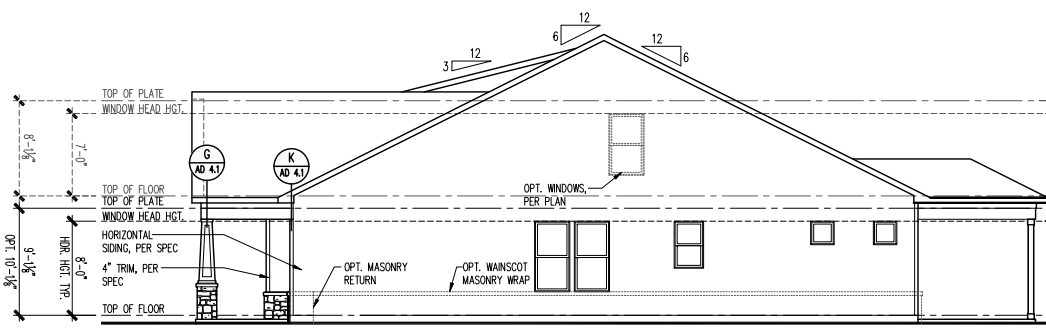 12
6
12
6
12
3
TOP OF PLATE
WINDOW HEAD HGT.
8'-1⅛"
7'-0"
G
AD 4.1
K
AD 4.1
OPT. WINDOWS,
PER PLAN
TOP OF FLOOR
TOP OF PLATE
WINDOW HEAD HGT.
HORIZONTAL
SIDING, PER SPEC
4" TRIM, PER
SPEC
OPT. MASONRY
RETURN
OPT. WAINSCOT
MASONRY WRAP
OPT. 10'-1⅛"
9'-1⅛"
HDR. HGT. TYP.
8'-0"
TOP OF FLOOR